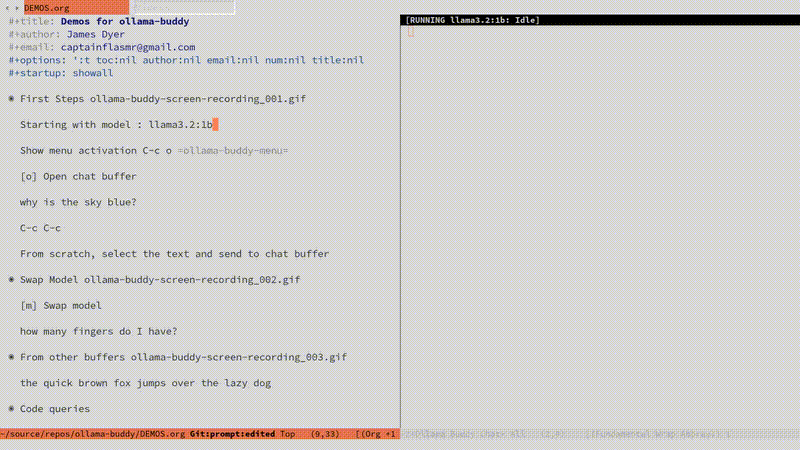 DEMOS.org
#+title: Demos for ollama-buddy
#+author: James Dyer
#+email: captainflasmr@gmail.com
#+options: ':t toc:nil author:nil email:nil num:nil title:nil
#+startup: showall
◉ First Steps ollama-buddy-screen-recording_001.gif
Starting with model : llama3.2:1b
Show menu activation C-c o =ollama-buddy-menu=
[o] Open chat buffer
why is the sky blue?
C-c C-c
From scratch, select the text and send to chat buffer
◉ Swap Model ollama-buddy-screen-recording_002.gif
[m] Swap model
how many fingers do I have?
◉ From other buffers ollama-buddy-screen-recording_003.gif
the quick brown fox jumps over the lazy dog
◉ Code queries
~/source/repos/ollama-buddy/DEMOS.org Git:prompt:edited Top (9,33) [(Org +1
[RUNNING llama3.2:1b: Idle]